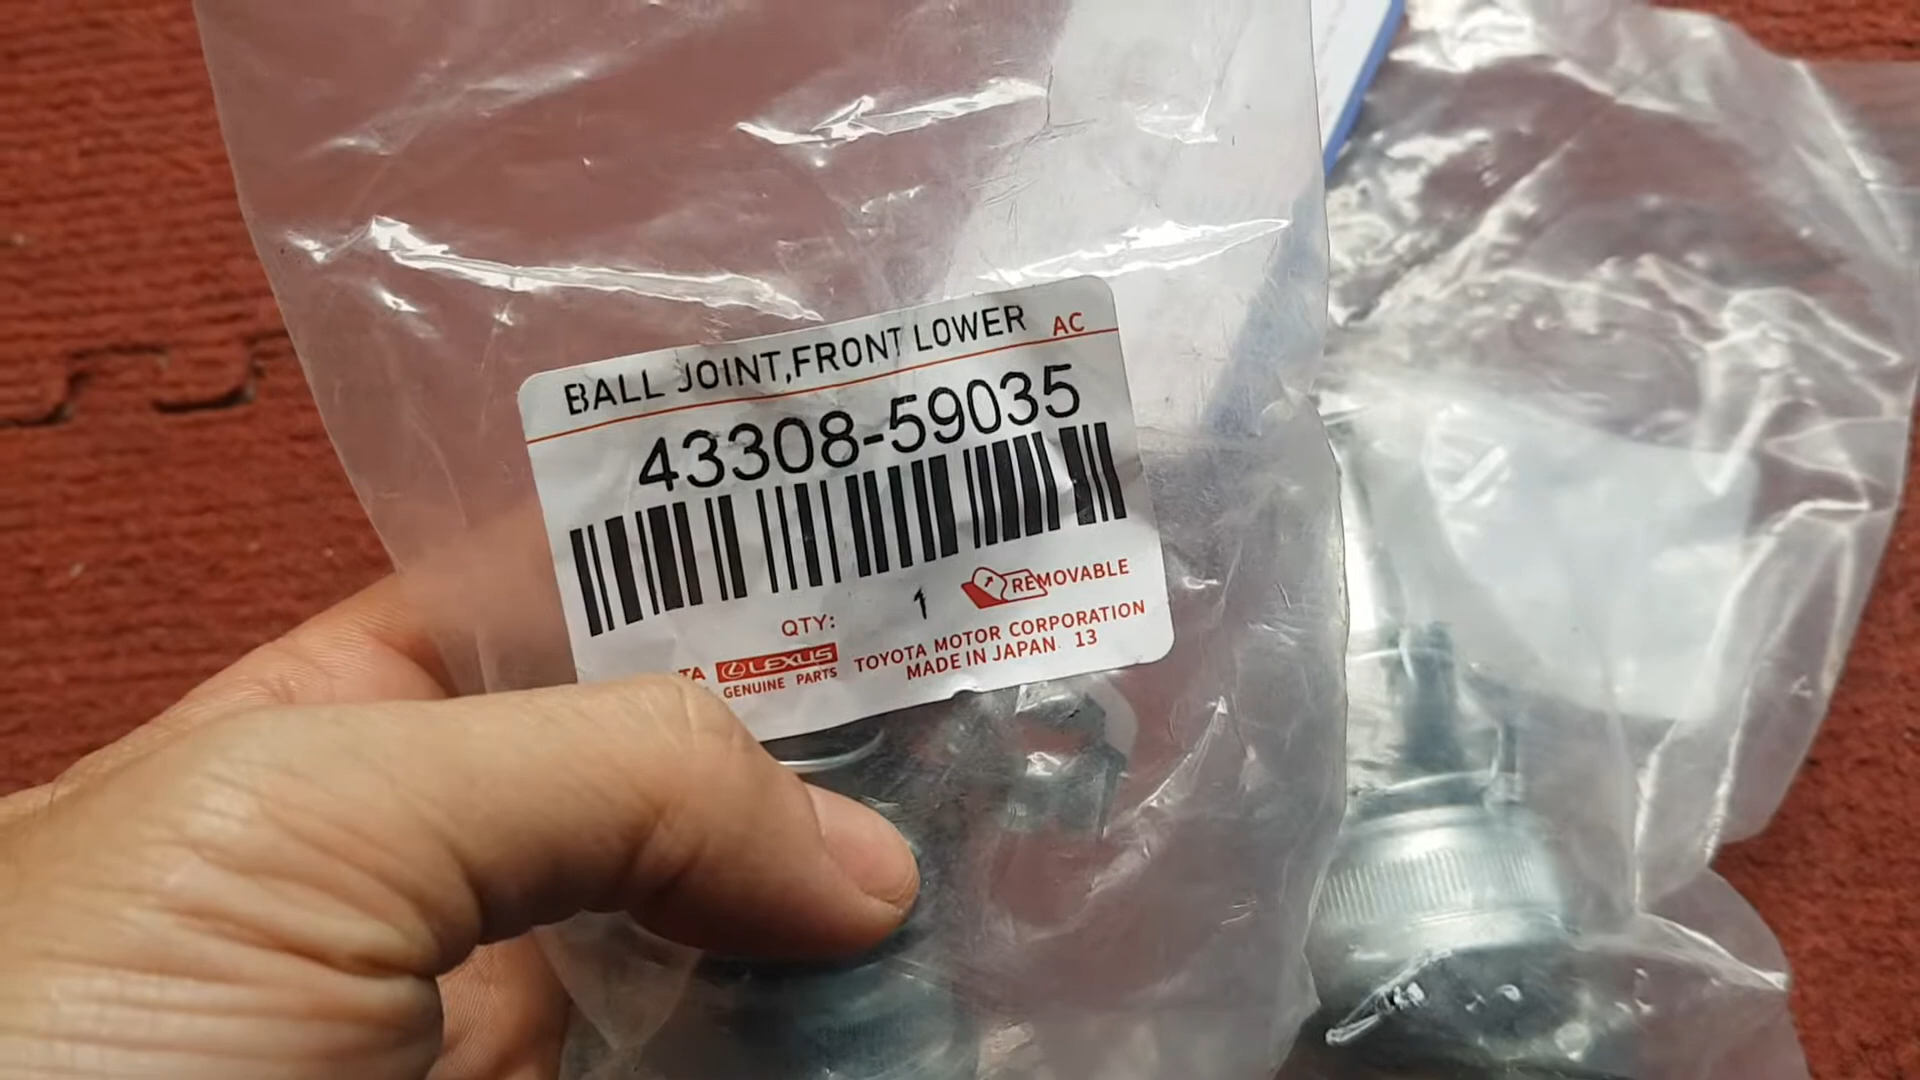 BALL JOINT,FRONT LOWER AC
43308-59035
QTY: 1 REMOVABLE
TA LEXUS TOYOTA MOTOR CORPORATION
GENUINE PARTS MADE IN JAPAN 13